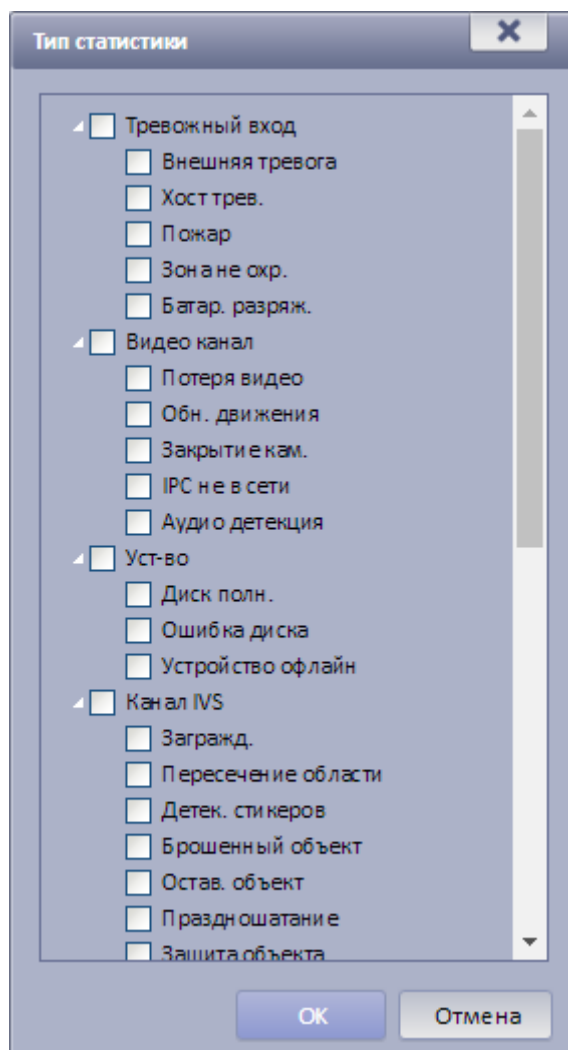 Тип статистики
Тревожный вход
Внешняя тревога
Хост трев.
Пожар
Зона не охр.
Батар. разряж.
Видео канал
Потеря видео
Обн. движения
Закрытие кам.
IPC не в сети
Аудио детекция
Уст-во
Диск полн.
Ошибка диска
Устройство офлайн
Канал IVS
Загражд.
Пересечение области
Детек. стикеров
Брошенный объект
Остав. объект
Праздношатание
Защита объекта
OK
Отмена